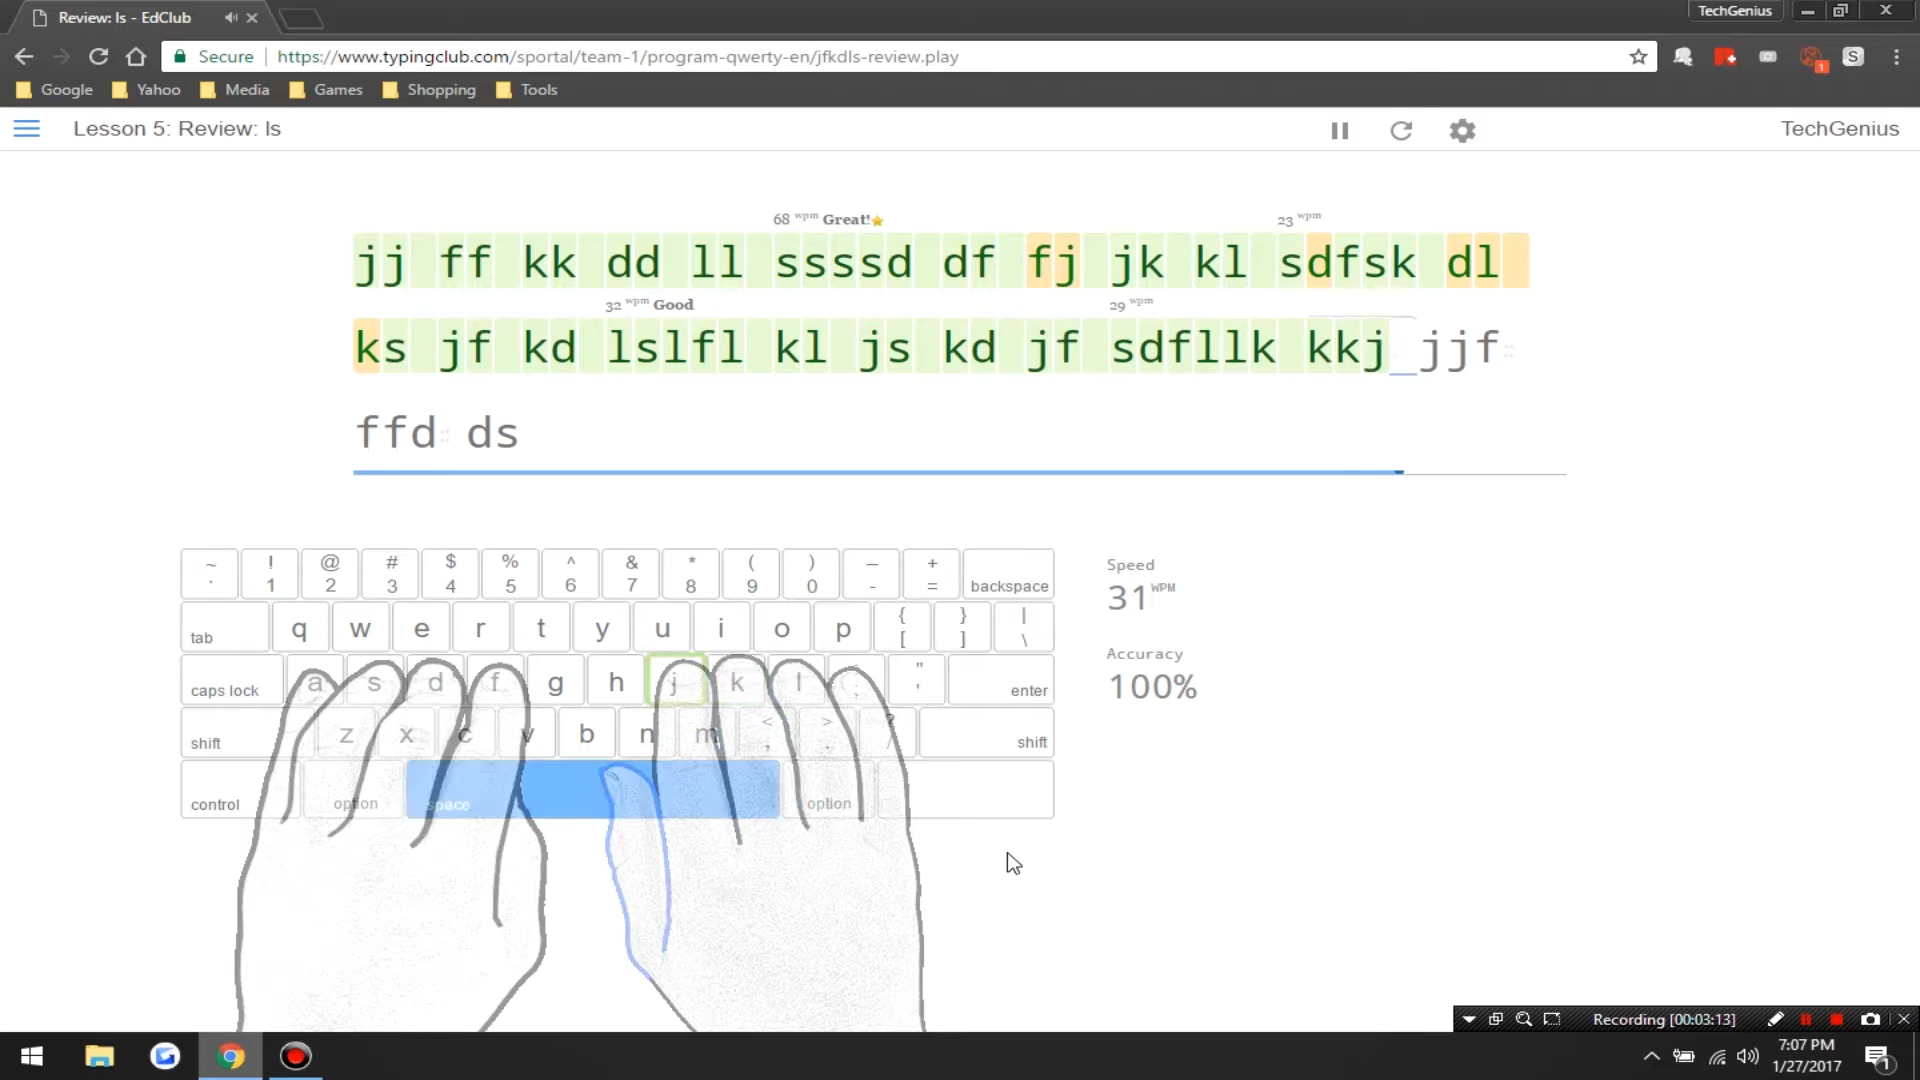 Review: ls - EdClub
TechGenius
Secure https://www.typingclub.com/sportal/team-1/program-qwerty-en/jfkdls-review.play
1
S
Google Yahoo Media Games Shopping Tools
Lesson 5: Review: ls
TechGenius
68 wpm Great! 23 wpm
jj ff kk dd ll ssssd df fj jk kl sdfsk dl
32 wpm Good 29 wpm
ks jf kd lslfl kl js kd jf sdfllk kkj jjf
ffd ds
~ ! @ # $ % ^ & * ( ) – +
` 1 2 3 4 5 6 7 8 9 0 - = backspace
tab q w e r t y u i o p { [ } ] | \
caps lock a s d f g h j k l : ; " ' enter
shift z x c v b n m < , > . ? / shift
control option space option
Speed
31 WPM
Accuracy
100%
Recording [00:03:13]
7:07 PM
1/27/2017
1